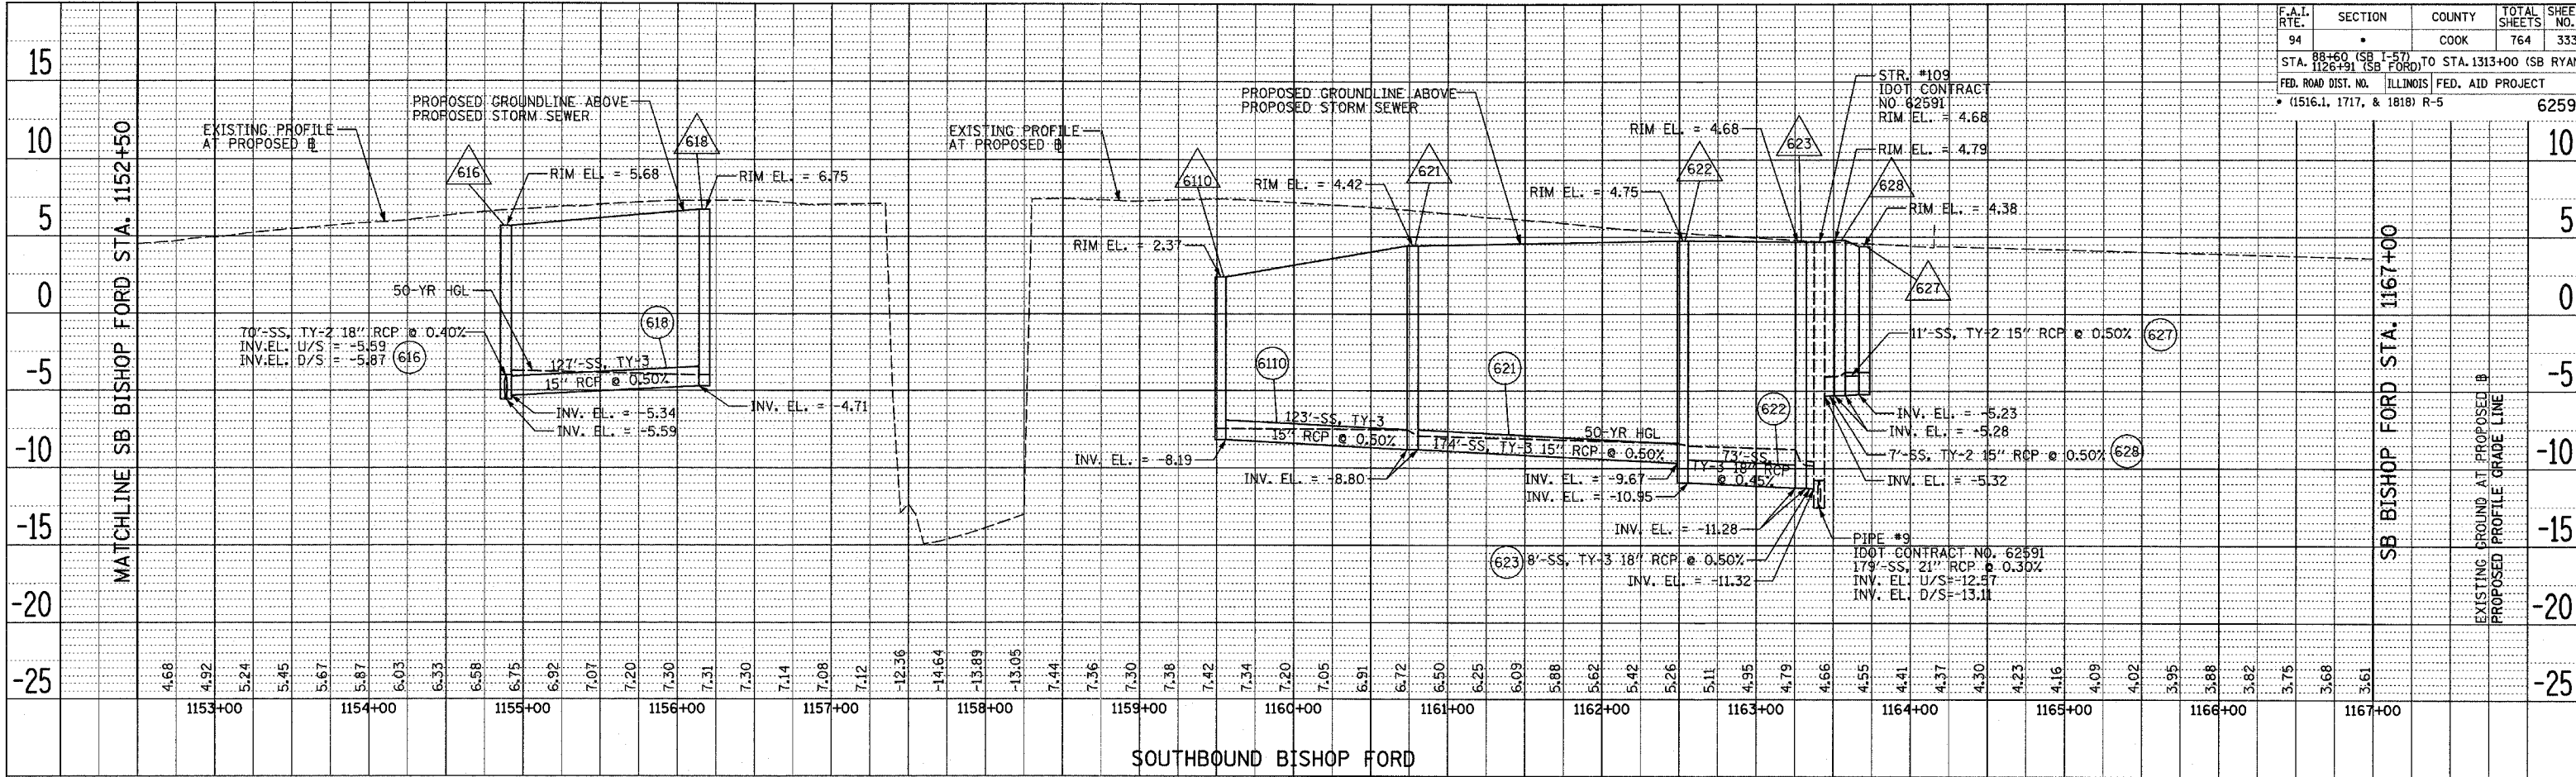 F.A.I. RTE. SECTION COUNTY TOTAL SHEETS SHEE NO.
94 • COOK 764 333
STA. 88+60 (SB I-57) 1126+91 (SB FORD) TO STA. 1313+00 (SB RYAN
FED. ROAD DIST. NO. ILLINOIS FED. AID PROJECT
• (1516.1, 1717, & 1818) R-5 6259
15
10
5
0
-5
-10
-15
-20
-25
MATCHLINE SB BISHOP FORD STA. 1152+50
EXISTING PROFILE
AT PROPOSED ⅊
PROPOSED GROUNDLINE ABOVE
PROPOSED STORM SEWER
616
RIM EL. = 5.68
618
RIM EL. = 6.75
50-YR HGL
618
70'-SS, TY-2 18" RCP @ 0.40%
INV.EL. U/S = -5.59
INV.EL. D/S = -5.87
616
127'-SS, TY-3
15" RCP @ 0.50%
INV. EL. = -5.34
INV. EL. = -5.59
INV. EL. = -4.71
EXISTING PROFILE
AT PROPOSED ⅊
PROPOSED GROUNDLINE ABOVE
PROPOSED STORM SEWER
6110
RIM EL. = 2.37
RIM EL. = 4.42
621
RIM EL. = 4.75
622
RIM EL. = 4.68
623
STR. #109
IDOT CONTRACT
NO 62591
RIM EL. = 4.68
RIM EL. = 4.79
628
RIM EL. = 4.38
627
6110
123'-SS, TY-3
15" RCP @ 0.50%
INV. EL. = -8.19
621
174'-SS, TY-3 15" RCP @ 0.50%
50-YR HGL
INV. EL. = -8.80
622
73'-SS,
TY-3 18" RCP
@ 0.45%
INV. EL. = -9.67
INV. EL. = -10.95
INV. EL. = -11.28
623
8'-SS, TY-3 18" RCP @ 0.50%
INV. EL. = -11.32
11'-SS, TY-2 15" RCP @ 0.50%
627
INV. EL. = -5.23
INV. EL. = -5.28
7'-SS, TY-2 15" RCP @ 0.50%
628
INV. EL. = -5.32
PIPE #9
IDOT CONTRACT NO. 62591
179'-SS, 21" RCP @ 0.30%
INV. EL. U/S=-12.57
INV. EL. D/S=-13.11
SB BISHOP FORD STA. 1167+00
EXISTING GROUND AT PROPOSED ⅊
PROPOSED PROFILE GRADE LINE
10
5
0
-5
-10
-15
-20
-25
4.68 4.92 5.24 5.45 5.67 5.87 6.03 6.33 6.58 6.75 6.92 7.07 7.20 7.30 7.31 7.30 7.14 7.08 7.12 -12.36 -14.64 -13.89 -13.05 7.44 7.36 7.30 7.38 7.42 7.34 7.20 7.05 6.91 6.72 6.50 6.25 6.09 5.88 5.62 5.42 5.26 5.11 4.95 4.79 4.66 4.55 4.41 4.37 4.30 4.23 4.16 4.09 4.02 3.95 3.88 3.82 3.75 3.68 3.61
1153+00 1154+00 1155+00 1156+00 1157+00 1158+00 1159+00 1160+00 1161+00 1162+00 1163+00 1164+00 1165+00 1166+00 1167+00
SOUTHBOUND BISHOP FORD